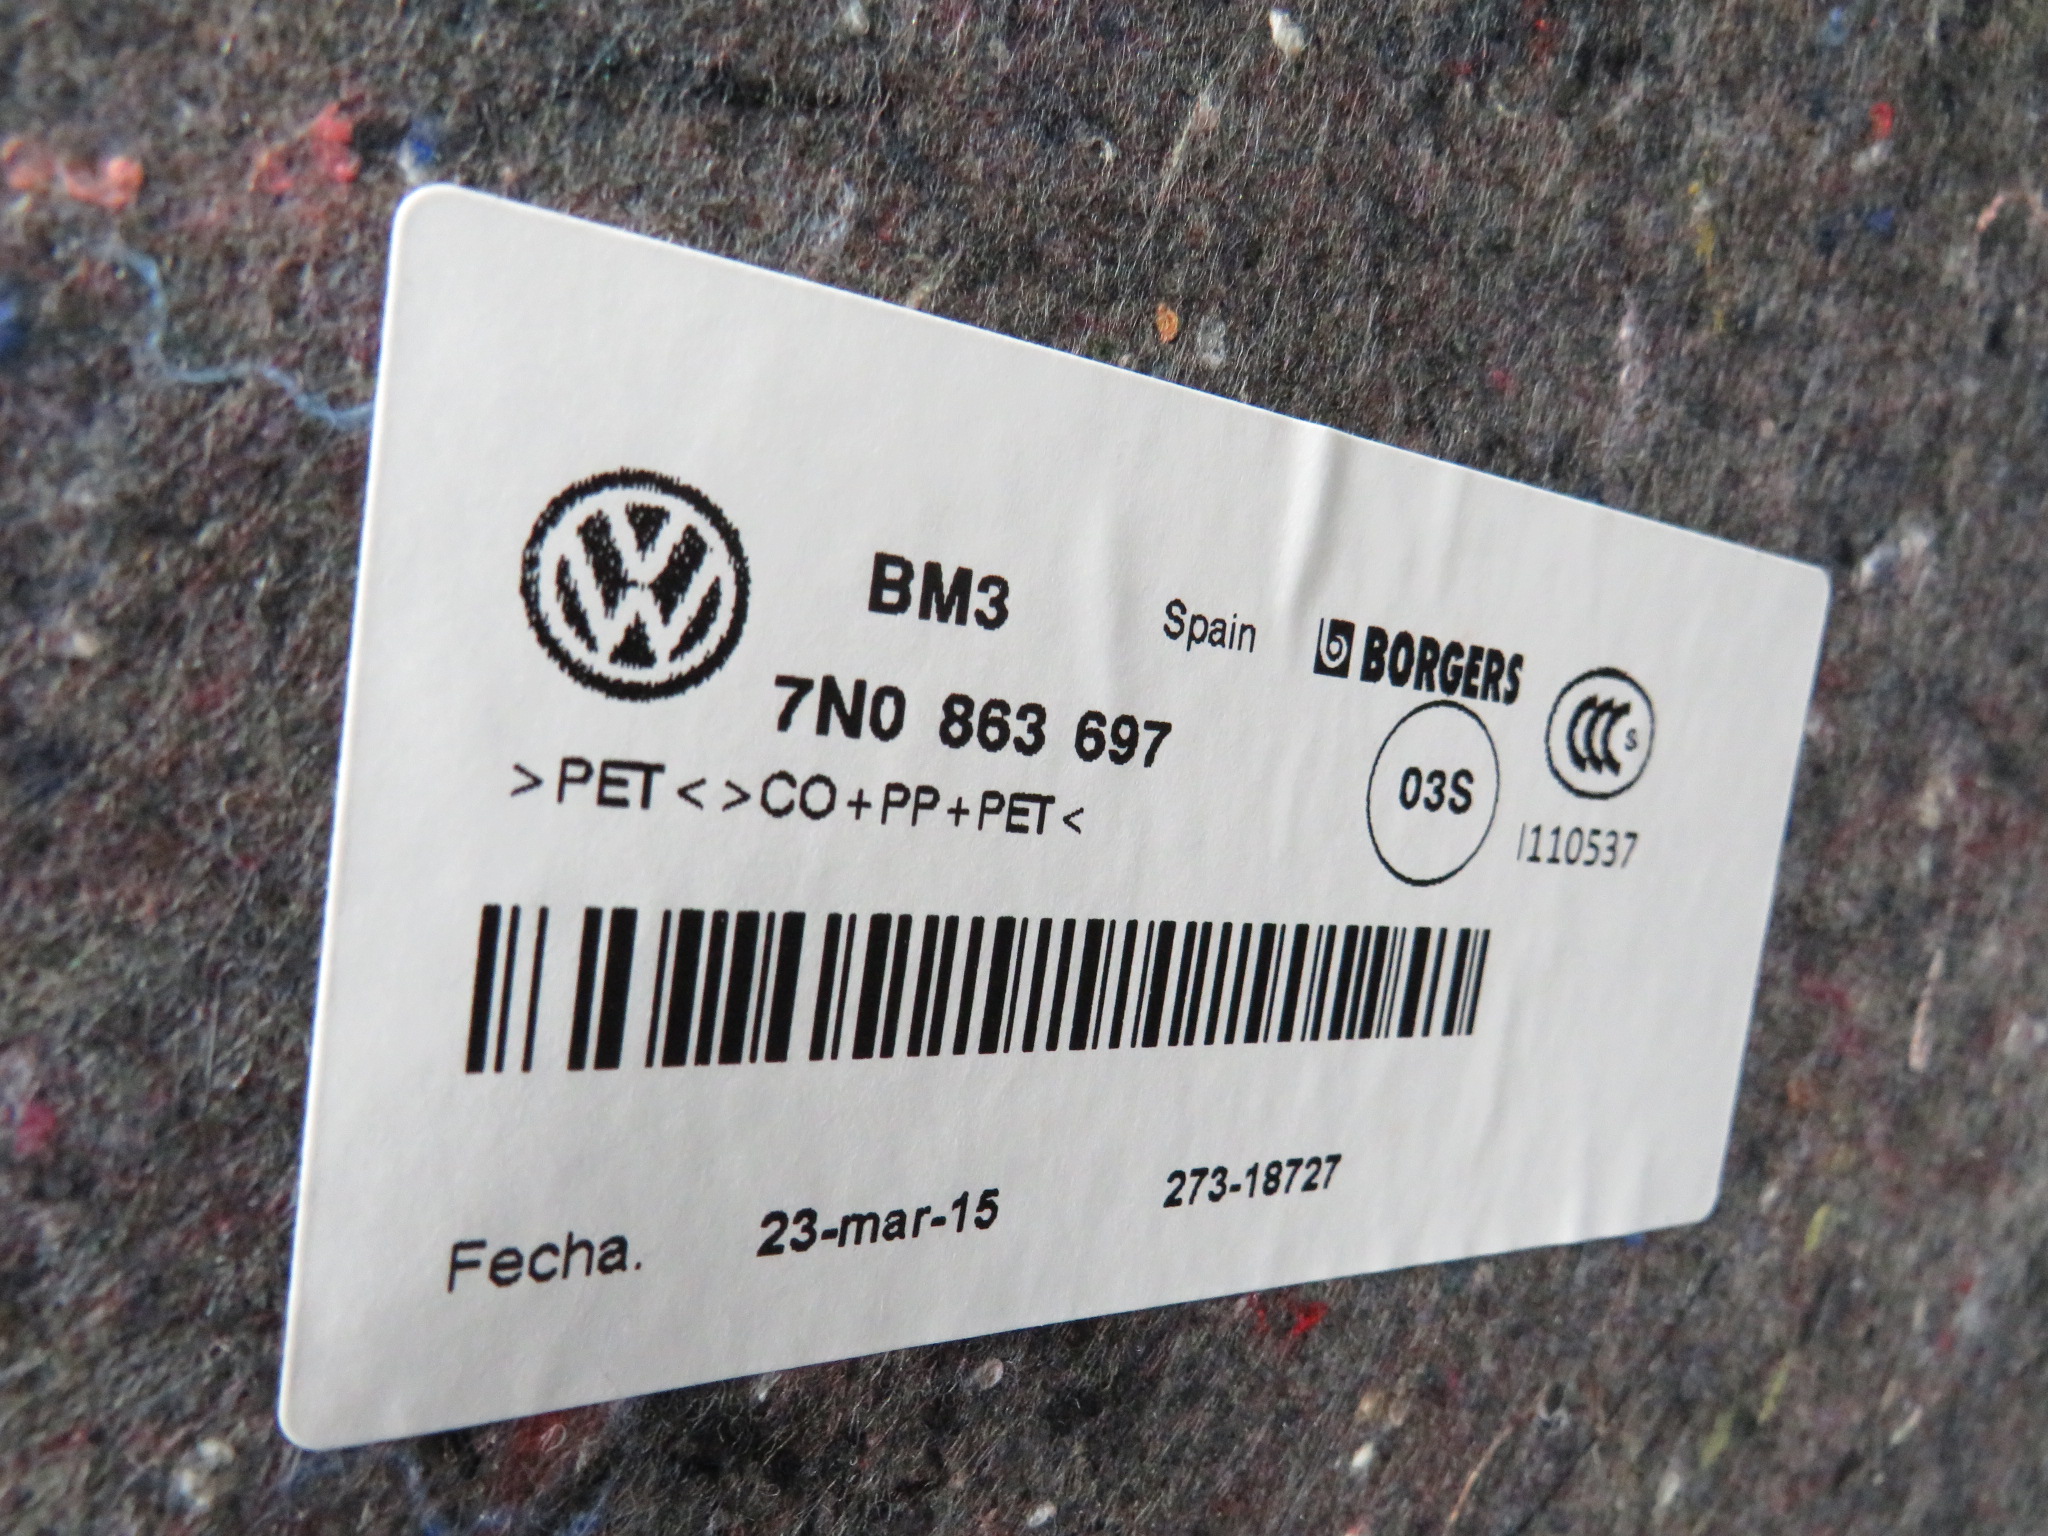 BM3 Spain BORGERS
7N0 863 697
>PET< >CO+PP+PET<
03S
S
I110537
Fecha. 23-mar-15 273-18727